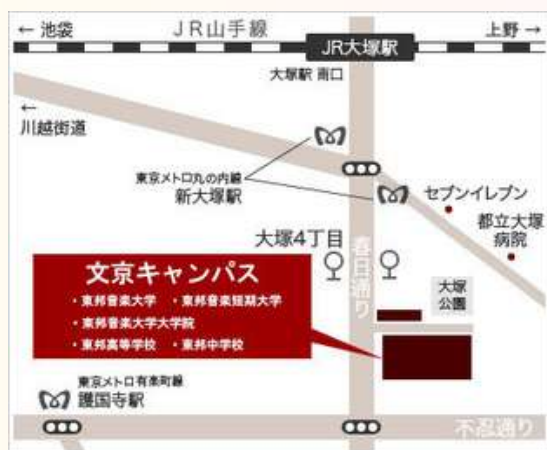 ← 池袋
JR山手線
上野 →
JR大塚駅
大塚駅 南口
←
川越街道
東京メトロ丸の内線
新大塚駅
セブンイレブン
都立大塚
病院
大塚4丁目
春日通り
大塚
公園
文京キャンパス
・東邦音楽大学 ・東邦音楽短期大学
・東邦音楽大学大学院
・東邦高等学校 ・東邦中学校
東京メトロ有楽町線
護国寺駅
不忍通り